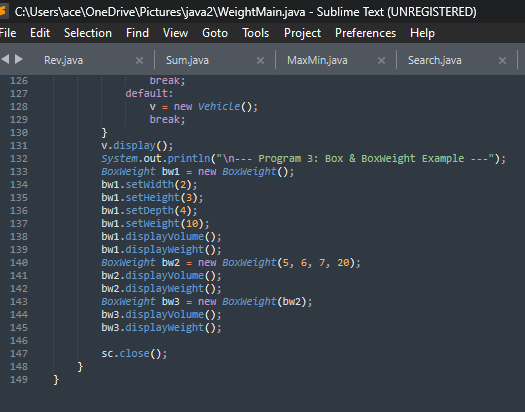 C:\Users\ace\OneDrive\Pictures\java2\WeightMain.java - Sublime Text (UNREGISTERED)
File Edit Selection Find View Goto Tools Project Preferences Help
Rev.java Sum.java MaxMin.java Search.java
126 break;
127 default:
128 v = new Vehicle();
129 break;
130 }
131 v.display();
132 System.out.println("\n--- Program 3: Box & BoxWeight Example ---");
133 BoxWeight bw1 = new BoxWeight();
134 bw1.setWidth(2);
135 bw1.setHeight(3);
136 bw1.setDepth(4);
137 bw1.setWeight(10);
138 bw1.displayVolume();
139 bw1.displayWeight();
140 BoxWeight bw2 = new BoxWeight(5, 6, 7, 20);
141 bw2.displayVolume();
142 bw2.displayWeight();
143 BoxWeight bw3 = new BoxWeight(bw2);
144 bw3.displayVolume();
145 bw3.displayWeight();
146
147 sc.close();
148 }
149 }